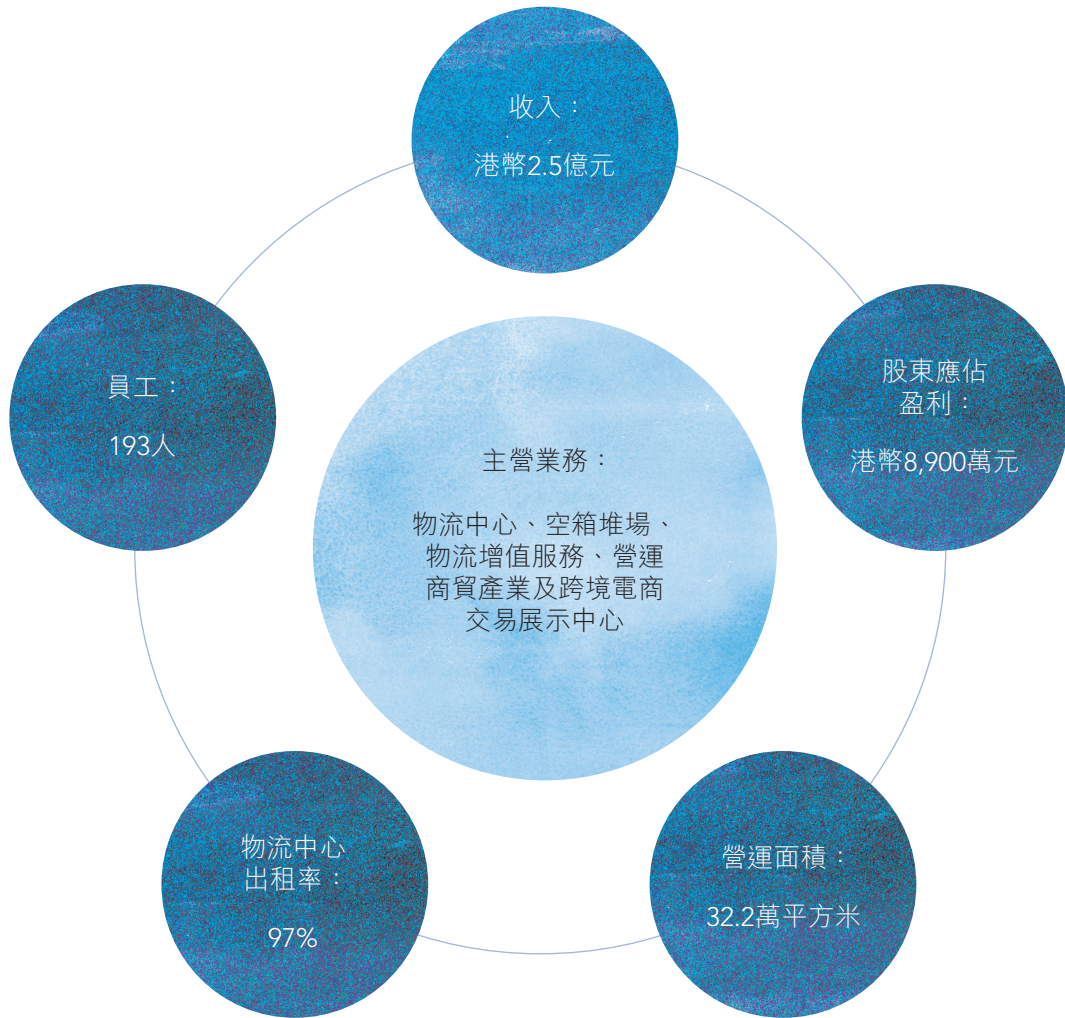 收入：
港幣2.5億元
股東應佔
盈利：
港幣8,900萬元
員工：
193人
主營業務：
物流中心、空箱堆場、
物流增值服務、營運
商貿產業及跨境電商
交易展示中心
物流中心
出租率：
97%
營運面積：
32.2萬平方米